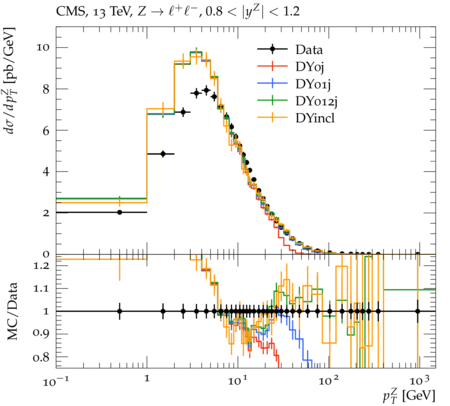 CMS, 13 TeV, Z → ℓ⁺ℓ⁻, 0.8 < |y^Z| < 1.2
dσ/dp_T^Z [pb/GeV]
10
8
6
4
2
0
Data
DY0j
DY01j
DY012j
DYincl
MC/Data
1.2
1.1
1
0.9
0.8
10⁻¹ 1 10¹ 10² 10³
p_T^Z [GeV]